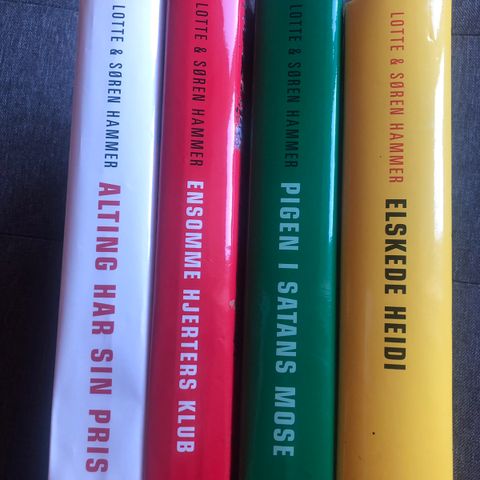 LOTTE & SØREN HAMMER
ALTING HAR SIN PRIS
LOTTE & SØREN HAMMER
ENSOMME HJERTERS KLUB
LOTTE & SØREN HAMMER
PIGEN I SATANS MOSE
LOTTE & SØREN HAMMER
ELSKEDE HEIDI